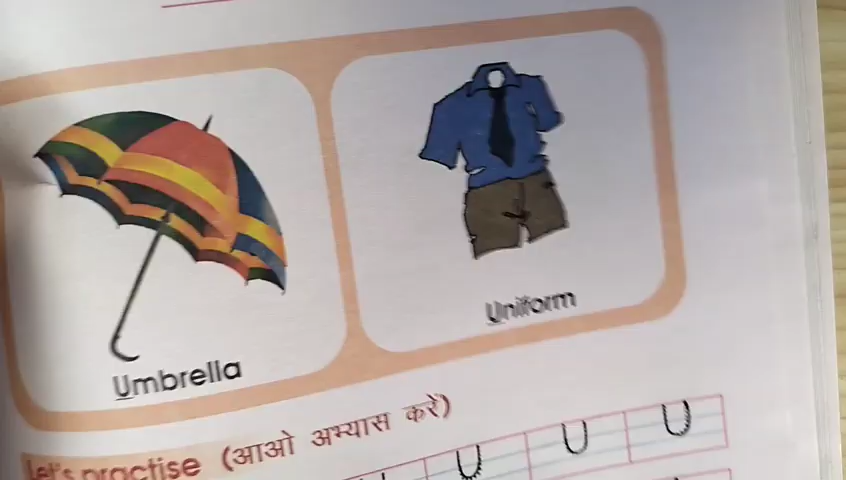 Umbrella
Uniform
Let's practise (आओ अभ्यास करें)
U U U